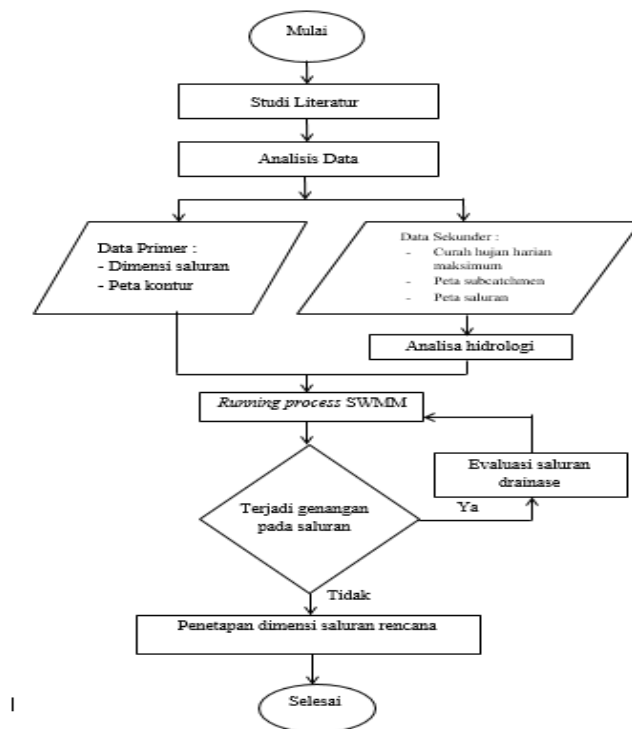 Mulai
Studi Literatur
Analisis Data
Data Primer :
- Dimensi saluran
- Peta kontur
Data Sekunder :
- Curah hujan harian
maksimum
- Peta subcatchmen
- Peta saluran
Analisa hidrologi
Running process SWMM
Evaluasi saluran
drainase
Terjadi genangan
pada saluran
Ya
Tidak
Penetapan dimensi saluran rencana
Selesai
l